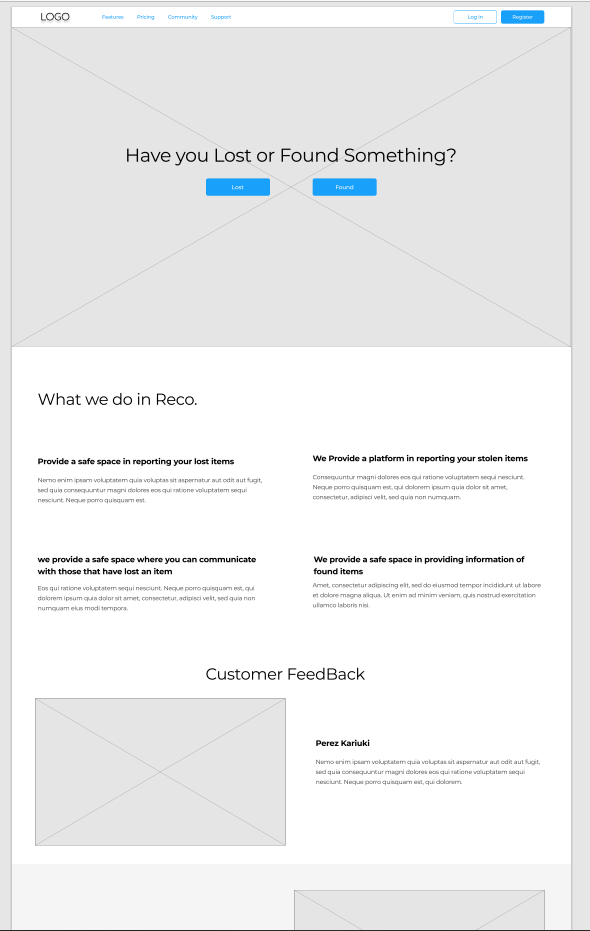 LOGO
Features Pricing Community Support
Log in Register
Have you Lost or Found Something?
Lost Found
What we do in Reco.
Provide a safe space in reporting your lost items
Nemo enim ipsam voluptatem quia voluptas sit aspernatur aut odit aut fugit,
sed quia consequuntur magni dolores eos qui ratione voluptatem sequi
nesciunt. Neque porro quisquam est.
We Provide a platform in reporting your stolen items
Consequuntur magni dolores eos qui ratione voluptatem sequi nesciunt.
Neque porro quisquam est, qui dolorem ipsum quia dolor sit amet,
consectetur, adipisci velit, sed quia non numquam.
we provide a safe space where you can communicate
with those that have lost an item
Eos qui ratione voluptatem sequi nesciunt. Neque porro quisquam est, qui
dolorem ipsum quia dolor sit amet, consectetur, adipisci velit, sed quia non
numquam eius modi tempora.
We provide a safe space in providing information of
found items
Amet, consectetur adipiscing elit, sed do eiusmod tempor incididunt ut labore
et dolore magna aliqua. Ut enim ad minim veniam, quis nostrud exercitation
ullamco laboris nisi.
Customer FeedBack
Perez Kariuki
Nemo enim ipsam voluptatem quia voluptas sit aspernatur aut odit aut fugit,
sed quia consequuntur magni dolores eos qui ratione voluptatem sequi
nesciunt. Neque porro quisquam est, qui dolorem.